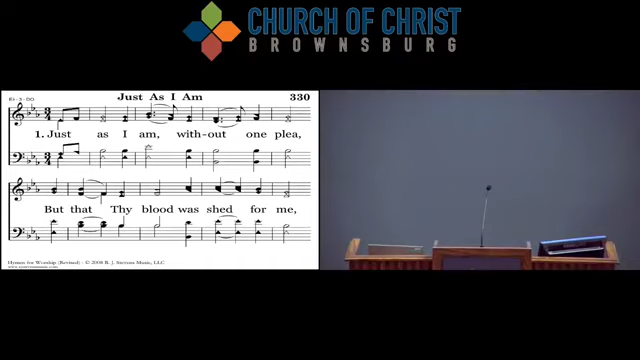 CHURCH OF CHRIST
BROWNSBURG
Just As I Am 330
1. Just as I am, with-out one plea,
But that Thy blood was shed for me,
Hymns for Worship (Revised) © 2008 R. J. Stevens Music, LLC